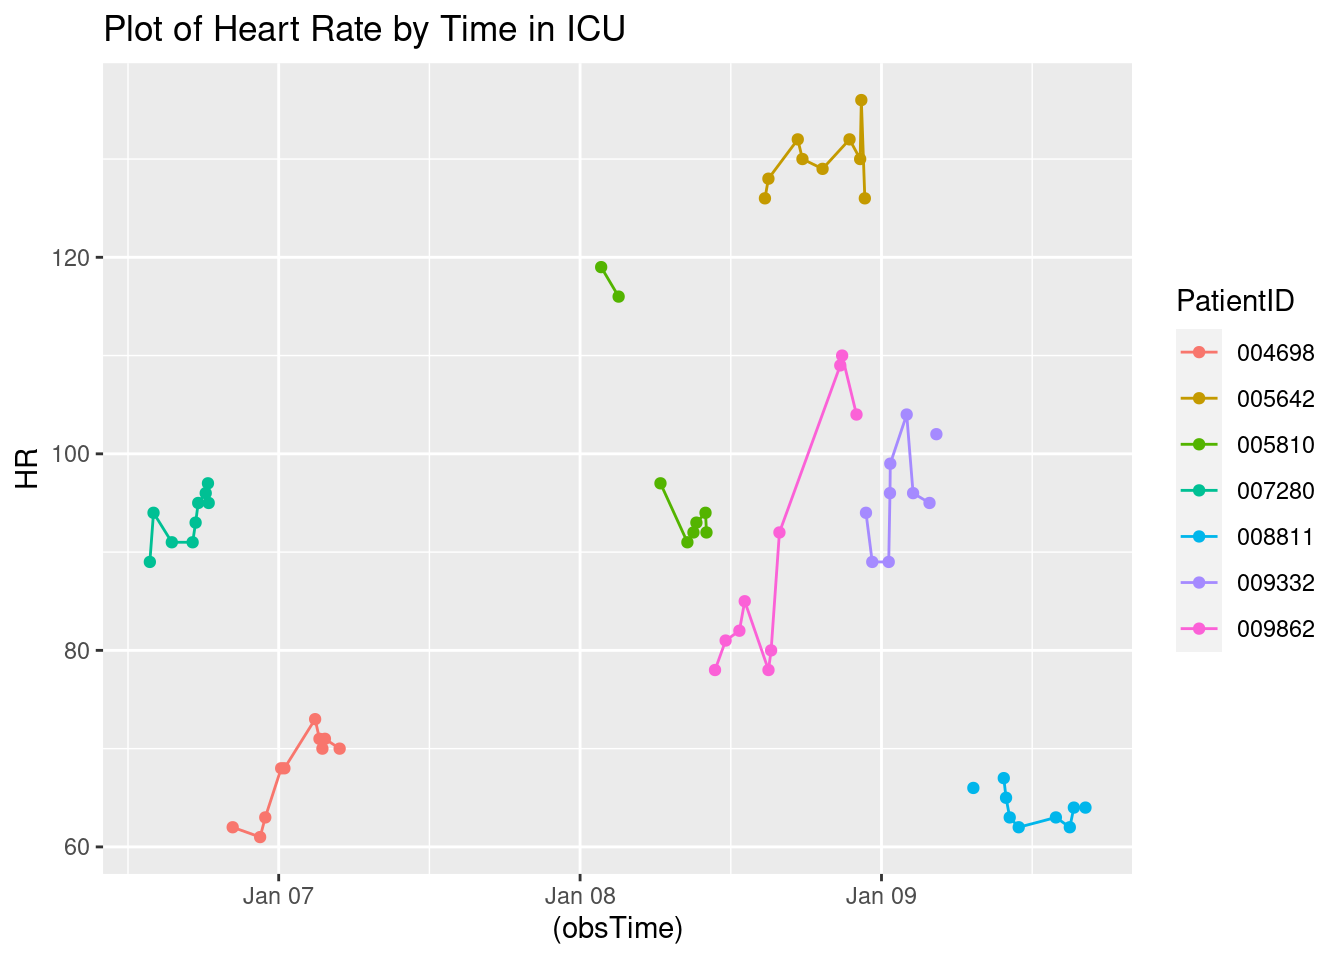 Plot of Heart Rate by Time in ICU
HR
120
100
80
60
Jan 07
Jan 08
Jan 09
(obsTime)
PatientID
004698
005642
005810
007280
008811
009332
009862